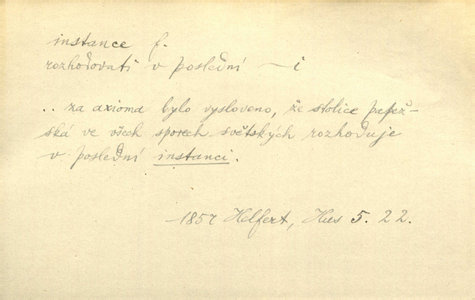 instance f.
rozhodovati v poslední —i
.. za axioma bylo vysloveno, že stolice papež-
ská ve všech sporech světských rozhoduje
v poslední instanci.
1857 Helfert, Hus 5. 22.